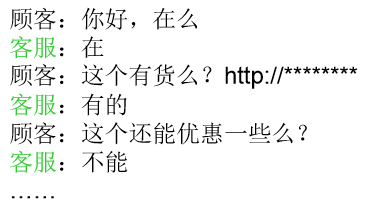 顾客：你好，在么
客服：在
顾客：这个有货么？http://********
客服：有的
顾客：这个还能优惠一些么？
客服：不能
……